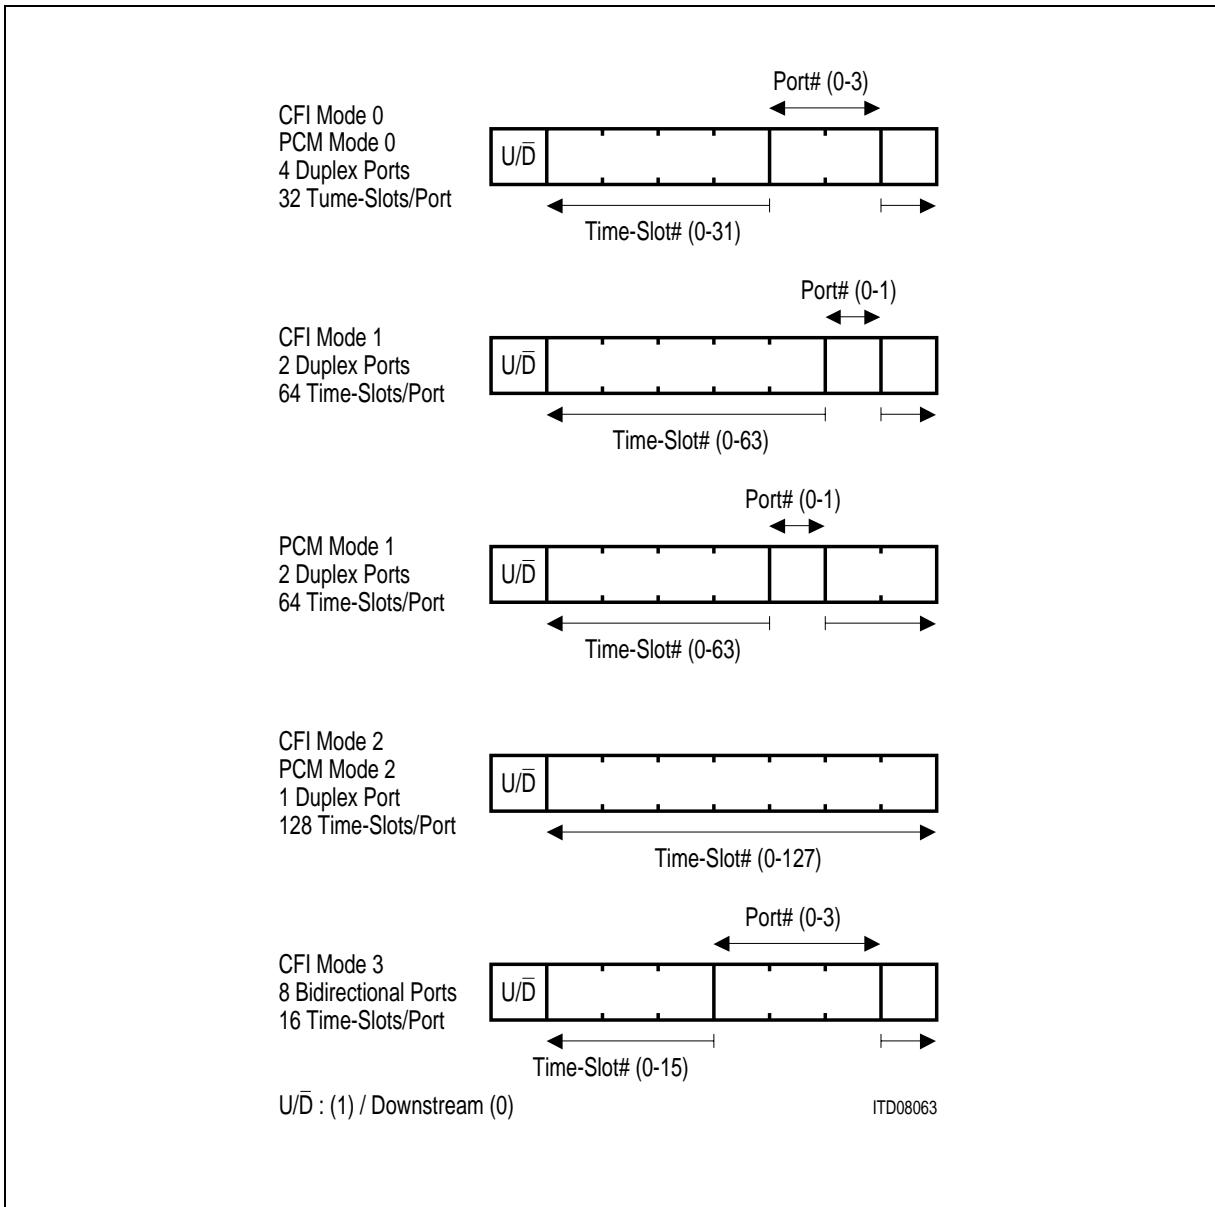 Port# (0-3)
CFI Mode 0
PCM Mode 0
4 Duplex Ports
32 Tume-Slots/Port
U/D̅
Time-Slot# (0-31)
Port# (0-1)
CFI Mode 1
2 Duplex Ports
64 Time-Slots/Port
U/D̅
Time-Slot# (0-63)
Port# (0-1)
PCM Mode 1
2 Duplex Ports
64 Time-Slots/Port
U/D̅
Time-Slot# (0-63)
CFI Mode 2
PCM Mode 2
1 Duplex Port
128 Time-Slots/Port
U/D̅
Time-Slot# (0-127)
Port# (0-3)
CFI Mode 3
8 Bidirectional Ports
16 Time-Slots/Port
U/D̅
Time-Slot# (0-15)
U/D̅ : (1) / Downstream (0)
ITD08063